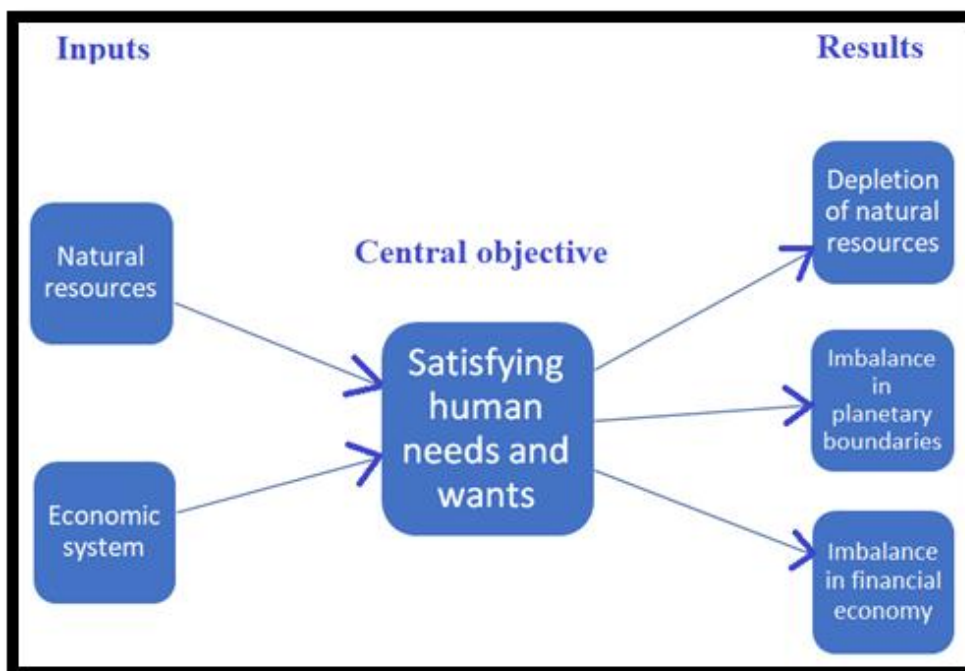 Inputs
Results
Natural
resources
Economic
system
Central objective
Satisfying
human
needs and
wants
Depletion
of natural
resources
Imbalance
in
planetary
boundaries
Imbalance
in financial
economy